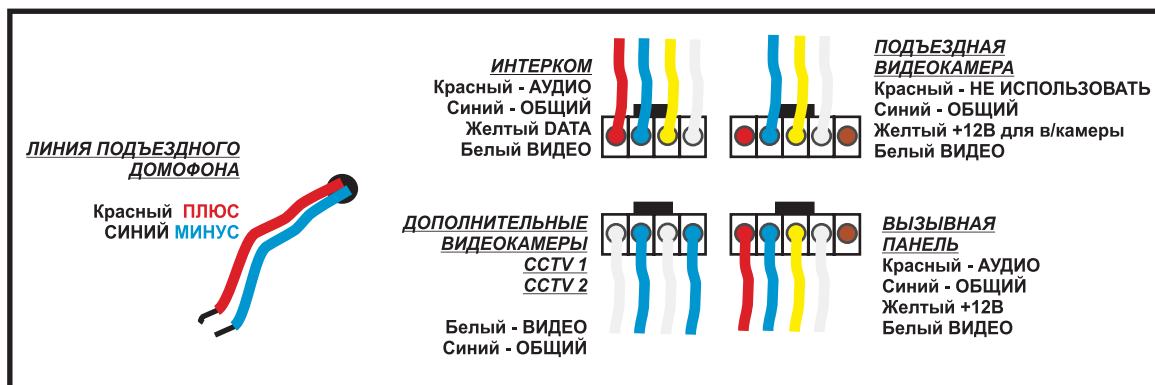 ЛИНИЯ ПОДЪЕЗДНОГО
ДОМОФОНА
Красный ПЛЮС
СИНИЙ МИНУС
ИНТЕРКОМ
Красный - АУДИО
Синий - ОБЩИЙ
Желтый DATA
Белый ВИДЕО
ПОДЪЕЗДНАЯ
ВИДЕОКАМЕРА
Красный - НЕ ИСПОЛЬЗОВАТЬ
Синий - ОБЩИЙ
Желтый +12В для в/камеры
Белый ВИДЕО
ДОПОЛНИТЕЛЬНЫЕ
ВИДЕОКАМЕРЫ
CCTV 1
CCTV 2
Белый - ВИДЕО
Синий - ОБЩИЙ
ВЫЗЫВНАЯ
ПАНЕЛЬ
Красный - АУДИО
Синий - ОБЩИЙ
Желтый +12В
Белый ВИДЕО